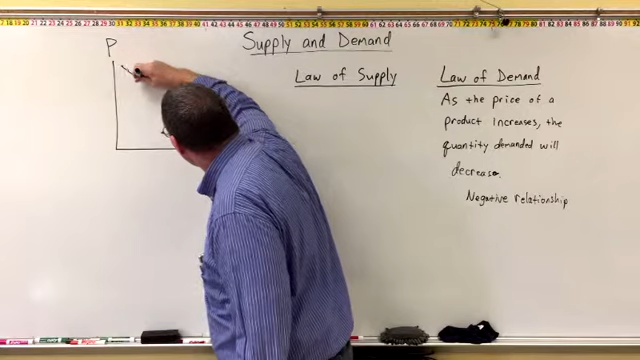 Supply and Demand
P
Law of Supply
Law of Demand
As the price of a
product increases, the
quantity demanded will
decrease.
Negative relationship